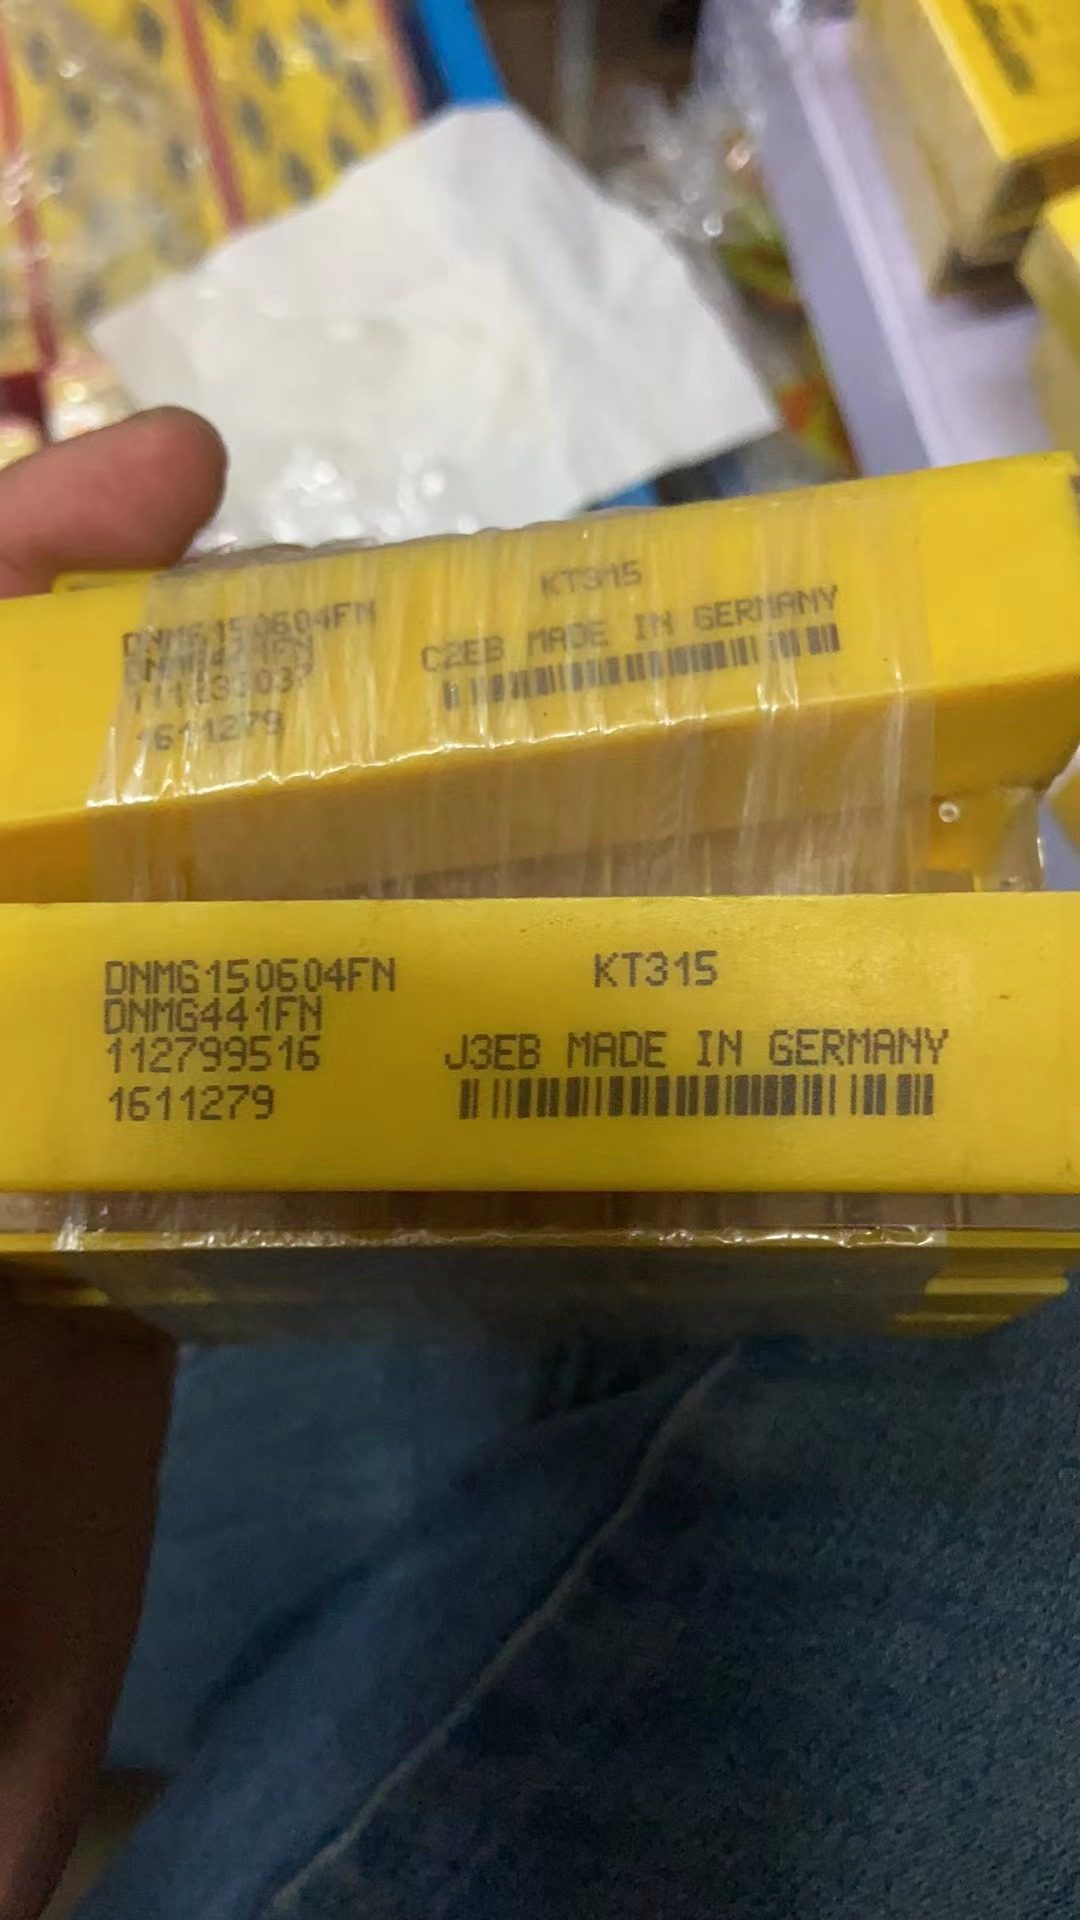 DNMG150604FN
KT315
C2EB MADE IN GERMANY
1611279
DNMG150604FN
KT315
DNMG441FN
112799516
J3EB MADE IN GERMANY
1611279